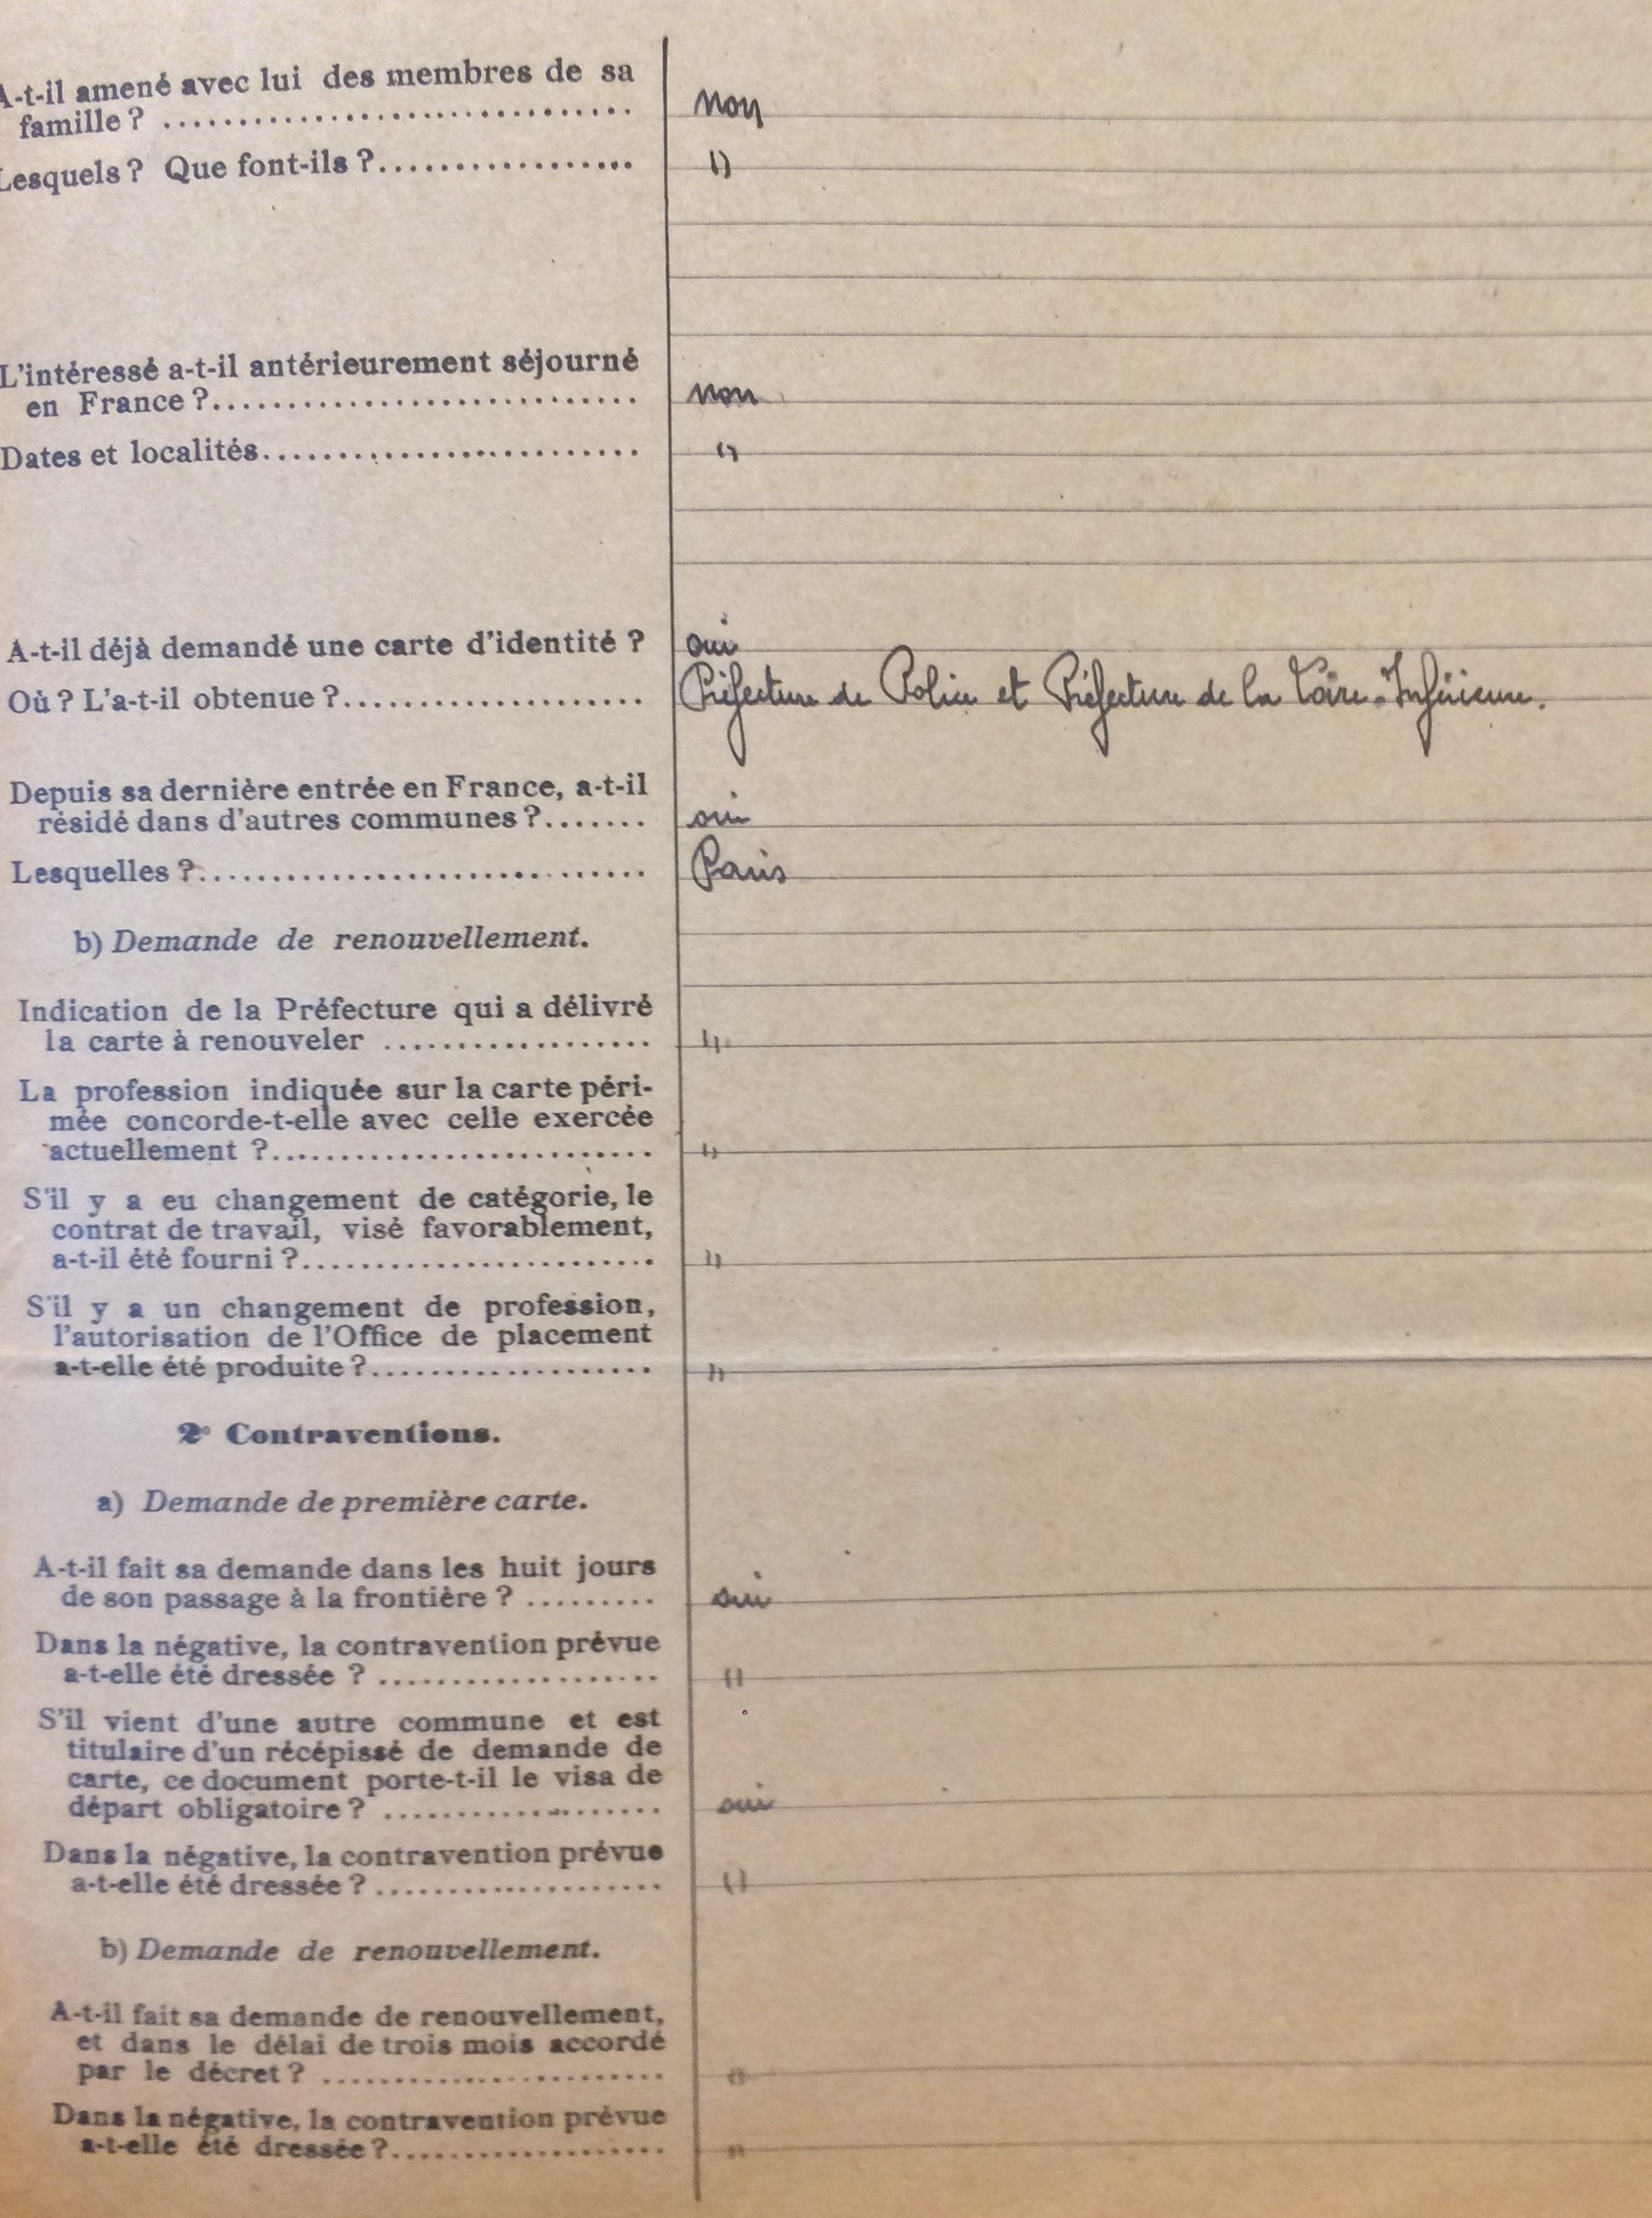 A-t-il amené avec lui des membres de sa
famille ? ................................ non
Lesquels ? Que font-ils ?.................. "
L'intéressé a-t-il antérieurement séjourné
en France ?............................. non
Dates et localités.......................... "
A-t-il déjà demandé une carte d'identité ? oui
Où ? L'a-t-il obtenue ?..................... Préfecture de Police et Préfecture de la Loire-Inférieure.
Depuis sa dernière entrée en France, a-t-il
résidé dans d'autres communes ?....... oui
Lesquelles ?............................... Paris
b) Demande de renouvellement.
Indication de la Préfecture qui a délivré
la carte à renouveler .................. "
La profession indiquée sur la carte péri-
mée concorde-t-elle avec celle exercée
actuellement ?.......................... "
S'il y a eu changement de catégorie, le
contrat de travail, visé favorablement,
a-t-il été fourni ?........................ "
S'il y a un changement de profession,
l'autorisation de l'Office de placement
a-t-elle été produite ?................... "
2° Contraventions.
a) Demande de première carte.
A-t-il fait sa demande dans les huit jours
de son passage à la frontière ? ......... oui
Dans la négative, la contravention prévue
a-t-elle été dressée ? ................... "
S'il vient d'une autre commune et est
titulaire d'un récépissé de demande de
carte, ce document porte-t-il le visa de
départ obligatoire ? ................... oui
Dans la négative, la contravention prévue
a-t-elle été dressée ? .................... "
b) Demande de renouvellement.
A-t-il fait sa demande de renouvellement,
et dans le délai de trois mois accordé
par le décret ? ........................ "
Dans la négative, la contravention prévue
a-t-elle été dressée ?................... "